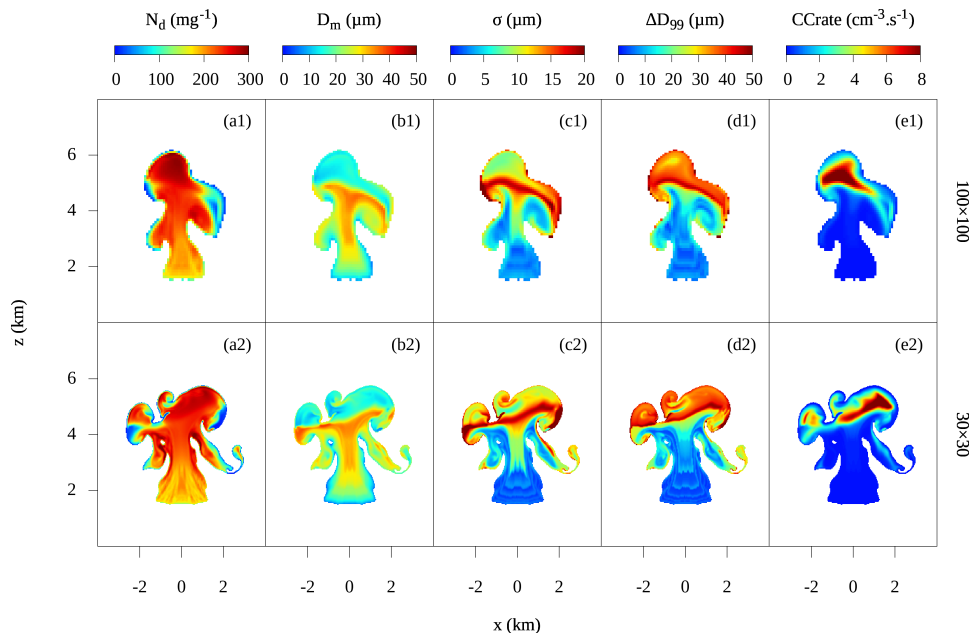 N_d (mg⁻¹) D_m (µm) σ (µm) ΔD₉₉ (µm) CCrate (cm⁻³.s⁻¹)
0 100 200 300 0 10 20 30 40 50 0 5 10 15 20 0 10 20 30 40 50 0 2 4 6 8
(a1) (b1) (c1) (d1) (e1)
6
4
2
100×100
z (km)
(a2) (b2) (c2) (d2) (e2)
6
4
2
30×30
-2 0 2 -2 0 2 -2 0 2 -2 0 2 -2 0 2
x (km)